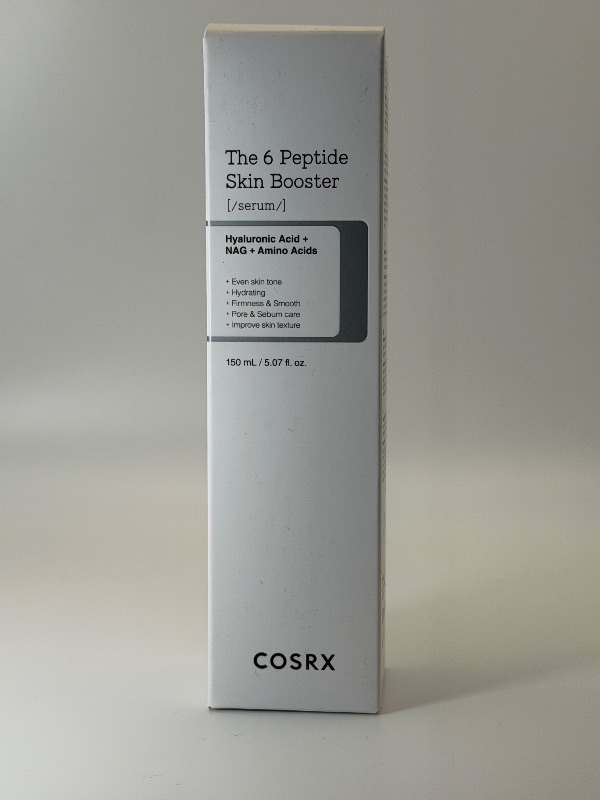 The 6 Peptide
Skin Booster
[/serum/]
Hyaluronic Acid +
NAG + Amino Acids
+ Even skin tone
+ Hydrating
+ Firmness & Smooth
+ Pore & Sebum care
+ Improve skin texture
150 mL / 5.07 fl. oz.
COSRX